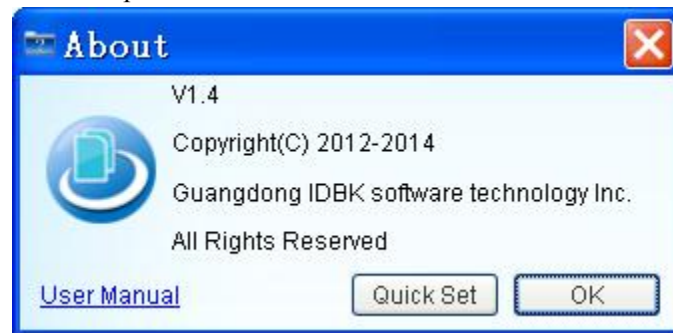 About
V1.4
Copyright(C) 2012-2014
Guangdong IDBK software technology Inc.
All Rights Reserved
User Manual Quick Set OK